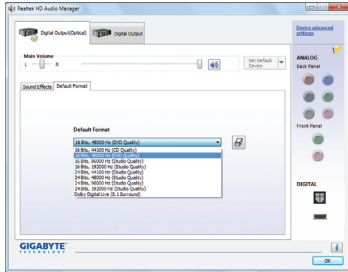 Realtek HD Audio Manager
Digital Output(Optical)
Digital Output
Device advanced settings
Main Volume
L
R
Set Default Device
Sound Effects
Default Format
ANALOG
Back Panel
Default Format
16 Bits, 48000 Hz (DVD Quality)
16 Bits, 44100 Hz (CD Quality)
16 Bits, 48000 Hz (DVD Quality)
16 Bits, 96000 Hz (Studio Quality)
16 Bits, 192000 Hz (Studio Quality)
24 Bits, 44100 Hz (Studio Quality)
24 Bits, 48000 Hz (Studio Quality)
24 Bits, 96000 Hz (Studio Quality)
24 Bits, 192000 Hz (Studio Quality)
Dolby Digital Live (5.1 Surround)
Front Panel
DIGITAL
GIGABYTE
TECHNOLOGY
OK